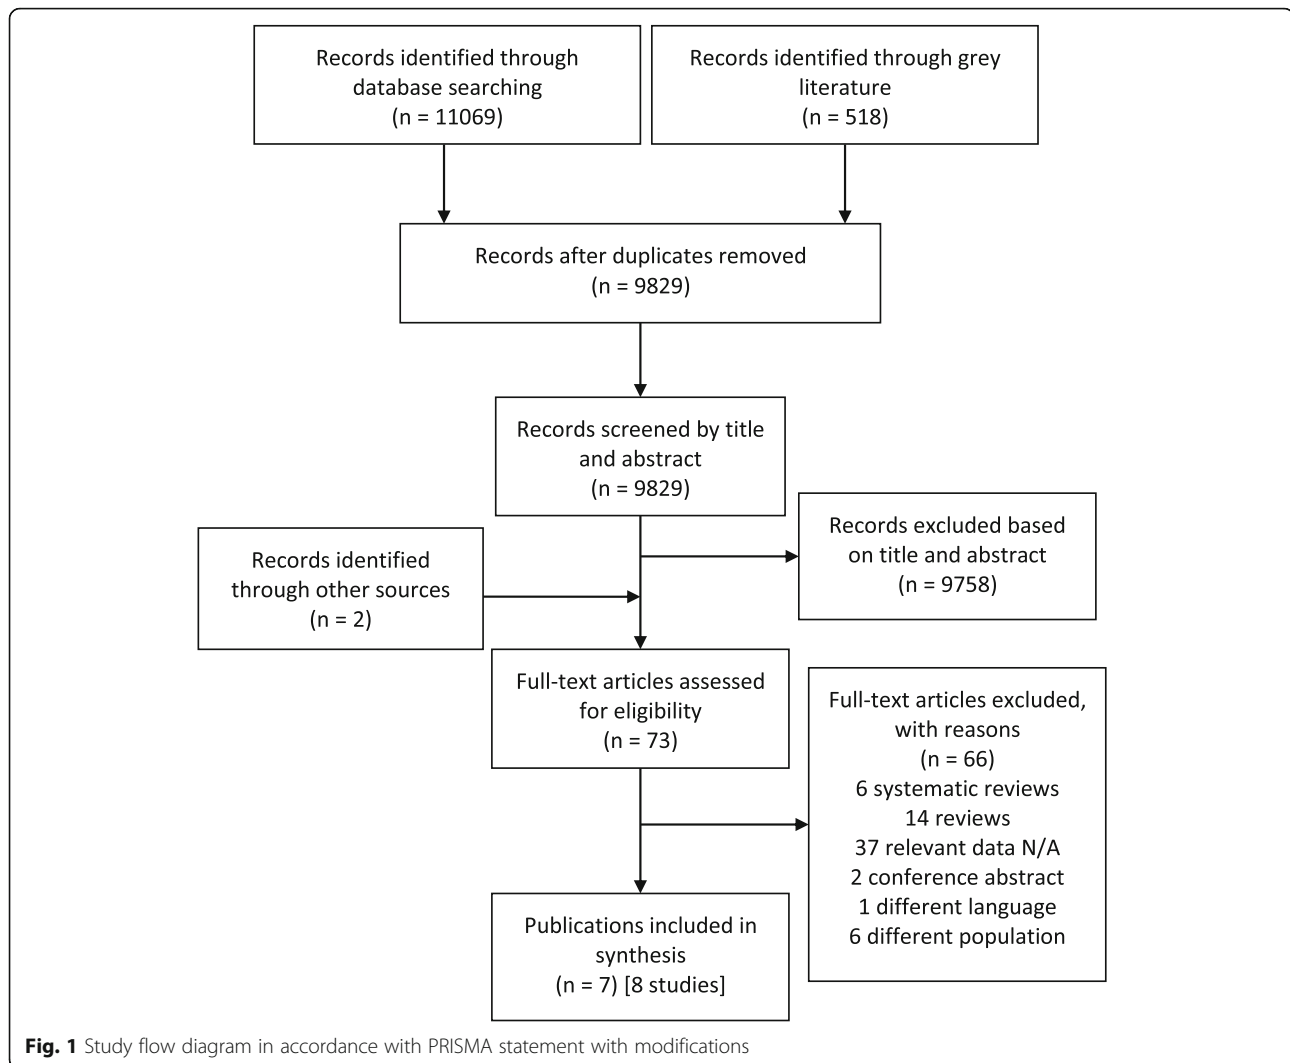 Records identified through
database searching
(n = 11069)
Records identified through grey
literature
(n = 518)
Records after duplicates removed
(n = 9829)
Records screened by title
and abstract
(n = 9829)
Records excluded based
on title and abstract
(n = 9758)
Records identified
through other sources
(n = 2)
Full-text articles assessed
for eligibility
(n = 73)
Full-text articles excluded,
with reasons
(n = 66)
6 systematic reviews
14 reviews
37 relevant data N/A
2 conference abstract
1 different language
6 different population
Publications included in
synthesis
(n = 7) [8 studies]
Fig. 1 Study flow diagram in accordance with PRISMA statement with modifications